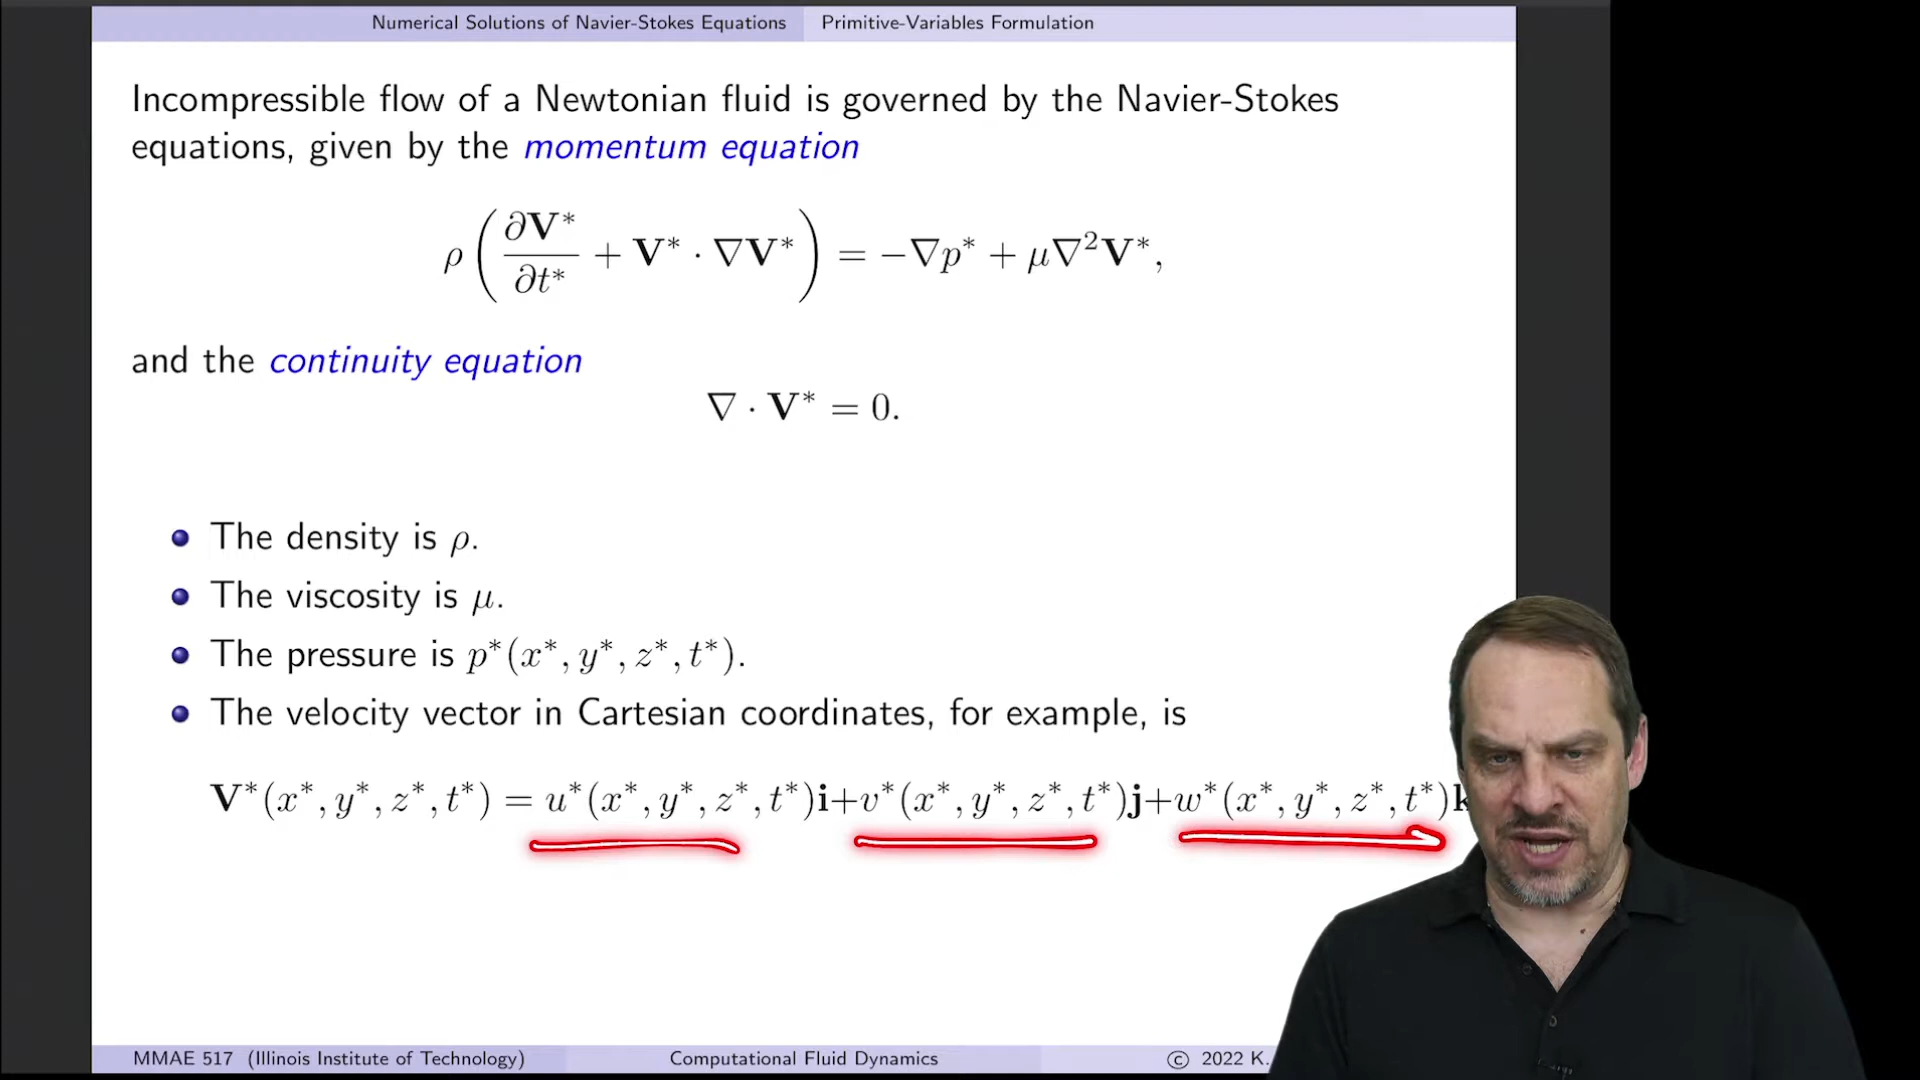 Numerical Solutions of Navier-Stokes Equations Primitive-Variables Formulation
Incompressible flow of a Newtonian fluid is governed by the Navier-Stokes
equations, given by the momentum equation
ρ(∂V*/∂t* + V* · ∇V*) = −∇p* + μ∇²V*,
and the continuity equation
∇ · V* = 0.
• The density is ρ.
• The viscosity is μ.
• The pressure is p*(x*, y*, z*, t*).
• The velocity vector in Cartesian coordinates, for example, is
V*(x*, y*, z*, t*) = u*(x*, y*, z*, t*)i+v*(x*, y*, z*, t*)j+w*(x*, y*, z*, t*)k
MMAE 517 (Illinois Institute of Technology) Computational Fluid Dynamics © 2022 K.